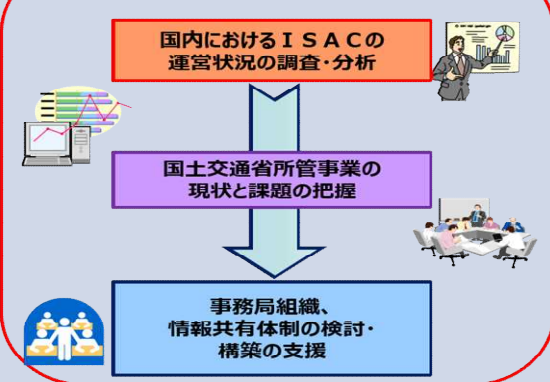 国内におけるＩＳＡＣの
運営状況の調査・分析
国土交通省所管事業の
現状と課題の把握
事務局組織、
情報共有体制の検討・
構築の支援